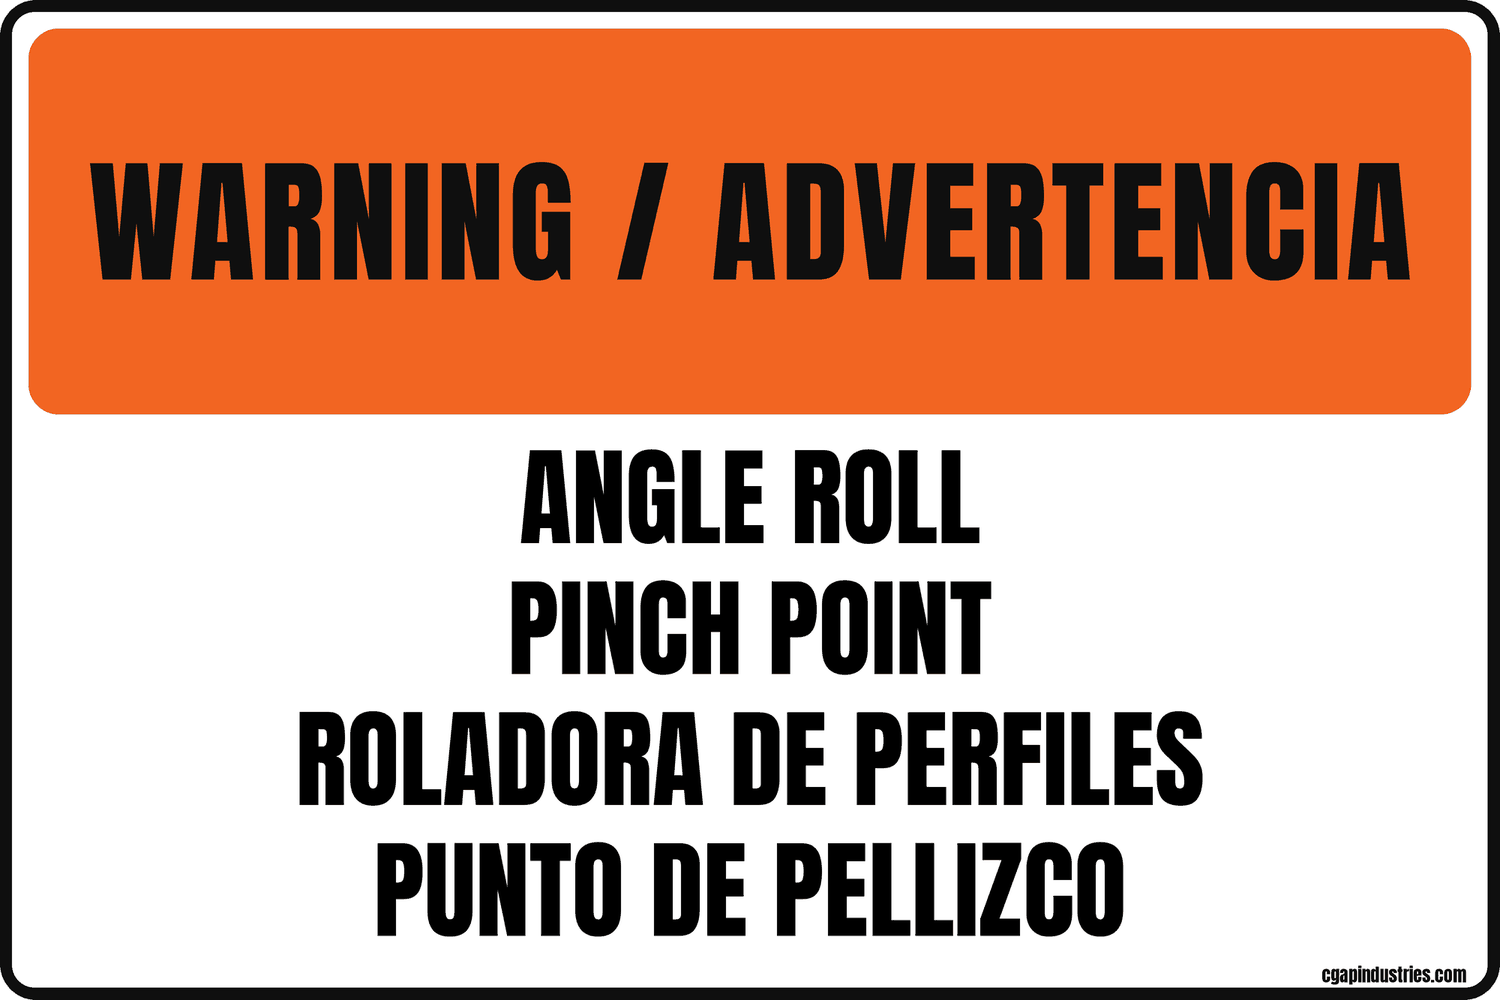 WARNING / ADVERTENCIA
ANGLE ROLL
PINCH POINT
ROLADORA DE PERFILES
PUNTO DE PELLIZCO
cgapindustries.com